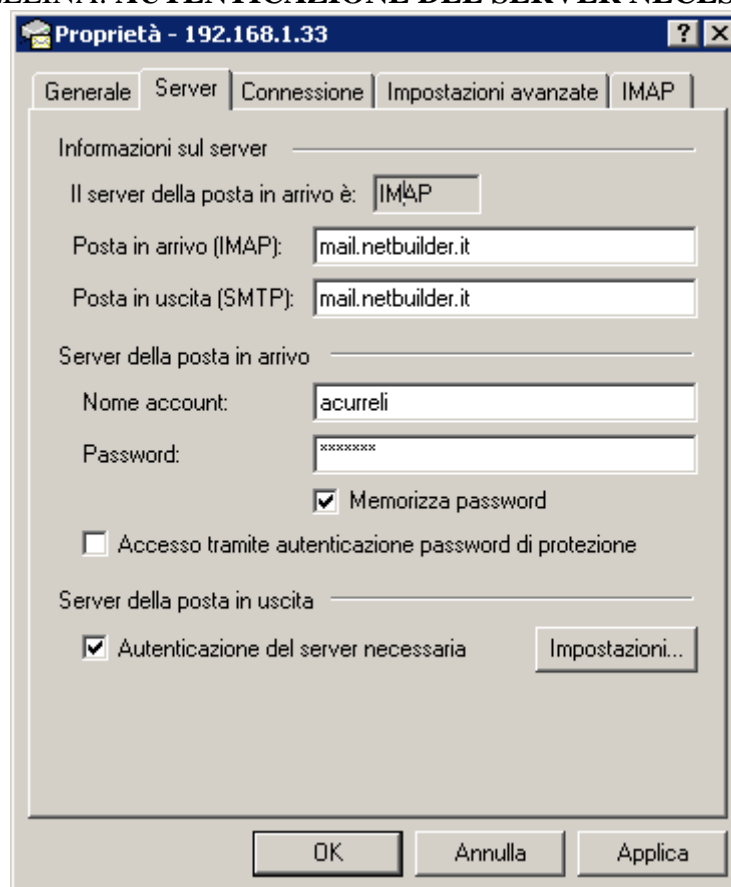 AUTENTICAZIONE DEL SERVER
Proprietà - 192.168.1.33
Generale Server Connessione Impostazioni avanzate IMAP
Informazioni sul server
Il server della posta in arrivo è: IMAP
Posta in arrivo (IMAP): mail.netbuilder.it
Posta in uscita (SMTP): mail.netbuilder.it
Server della posta in arrivo
Nome account: acurreli
Password: *******
Memorizza password
Accesso tramite autenticazione password di protezione
Server della posta in uscita
Autenticazione del server necessaria Impostazioni...
OK Annulla Applica